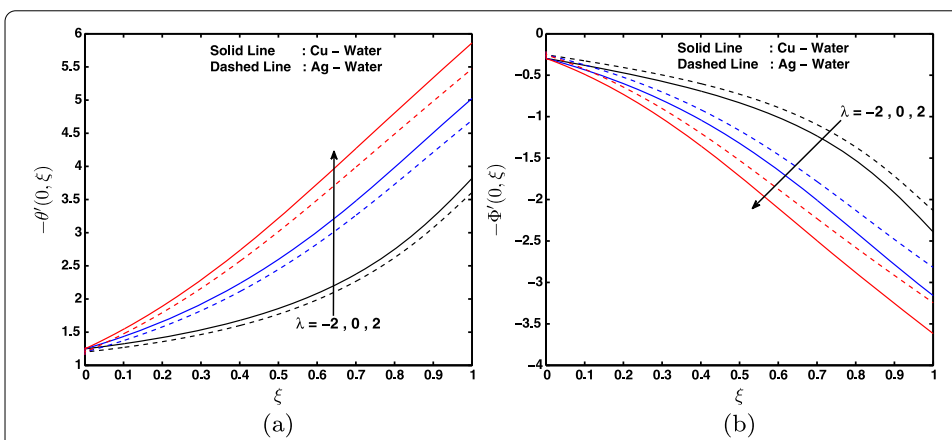 6
5.5
5
4.5
4
3.5
3
2.5
2
1.5
1
−θ′(0, ξ)
Solid Line : Cu − Water
Dashed Line : Ag − Water
λ = −2 , 0 , 2
0 0.1 0.2 0.3 0.4 0.5 0.6 0.7 0.8 0.9 1
ξ
(a)
0
−0.5
−1
−1.5
−2
−2.5
−3
−3.5
−4
−Φ′(0, ξ)
Solid Line : Cu − Water
Dashed Line : Ag − Water
λ = −2 , 0 , 2
0 0.1 0.2 0.3 0.4 0.5 0.6 0.7 0.8 0.9 1
ξ
(b)